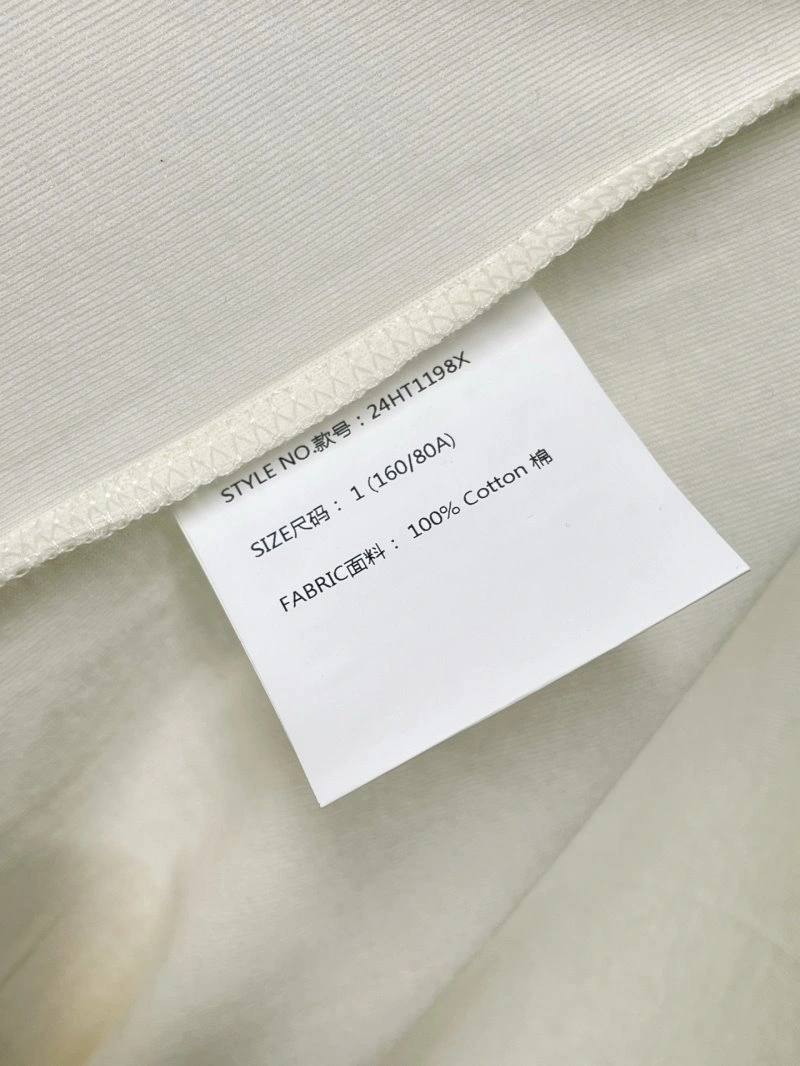 STYLE NO.款号：24HT1198X
SIZE尺码：1 (160/80A)
FABRIC面料：100% Cotton 棉